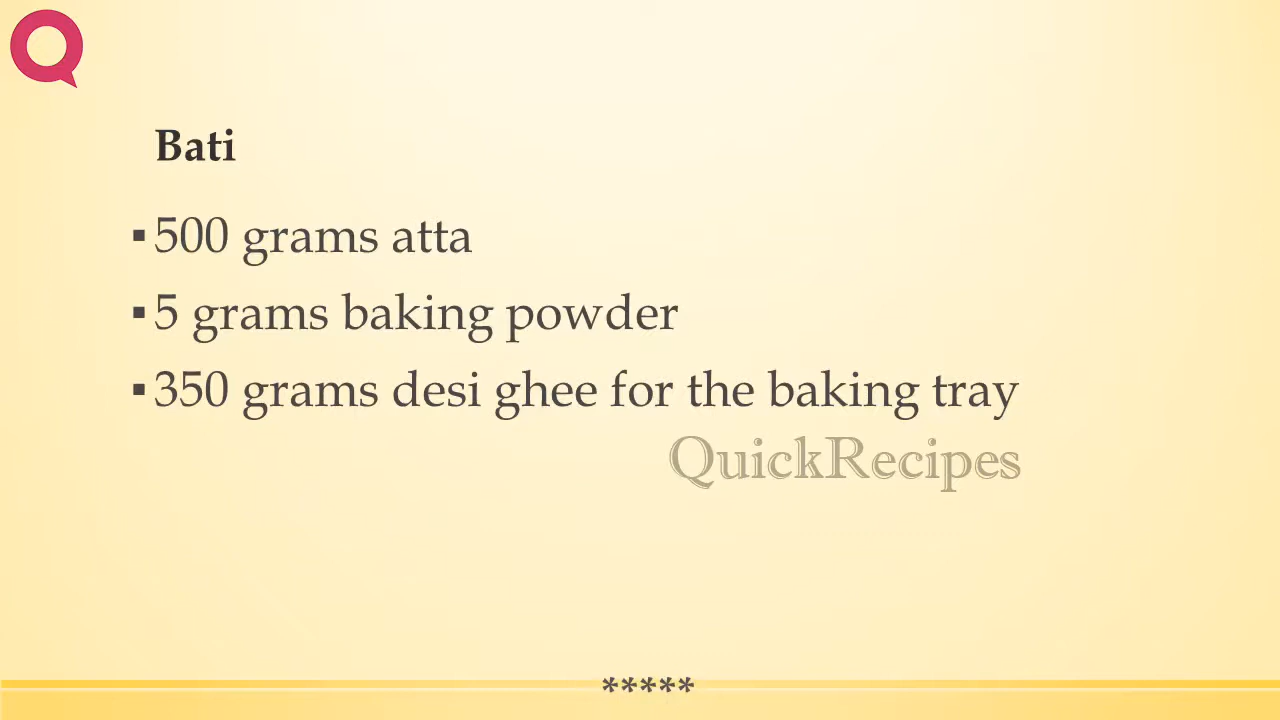 Bati
▪500 grams atta
▪5 grams baking powder
▪350 grams desi ghee for the baking tray
QuickRecipes
*****